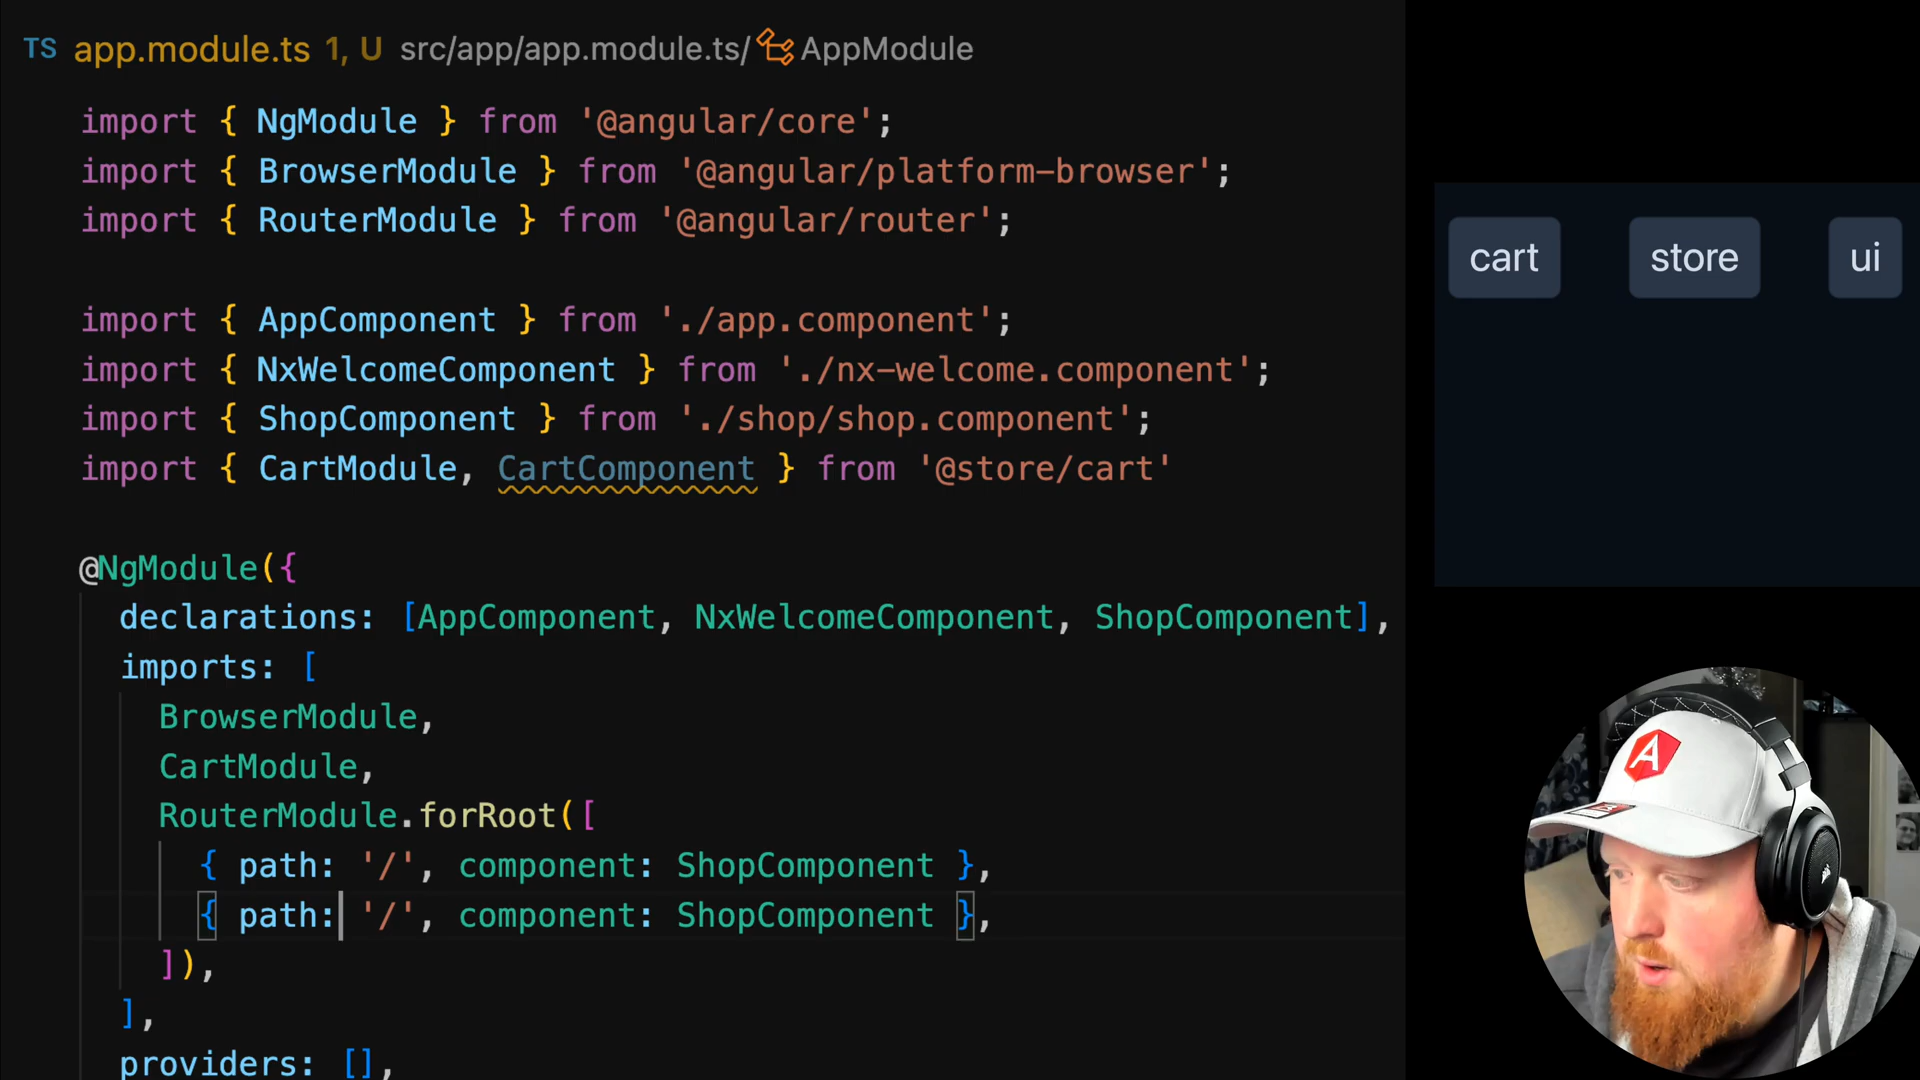 TS app.module.ts 1, U src/app/app.module.ts/ AppModule
import { NgModule } from '@angular/core';
import { BrowserModule } from '@angular/platform-browser';
import { RouterModule } from '@angular/router';
import { AppComponent } from './app.component';
import { NxWelcomeComponent } from './nx-welcome.component';
import { ShopComponent } from './shop/shop.component';
import { CartModule, CartComponent } from '@store/cart'
@NgModule({
declarations: [AppComponent, NxWelcomeComponent, ShopComponent],
imports: [
BrowserModule,
CartModule,
RouterModule.forRoot([
{ path: '/', component: ShopComponent },
{ path: '/', component: ShopComponent },
]),
],
providers: [],
cart
store
ui
A